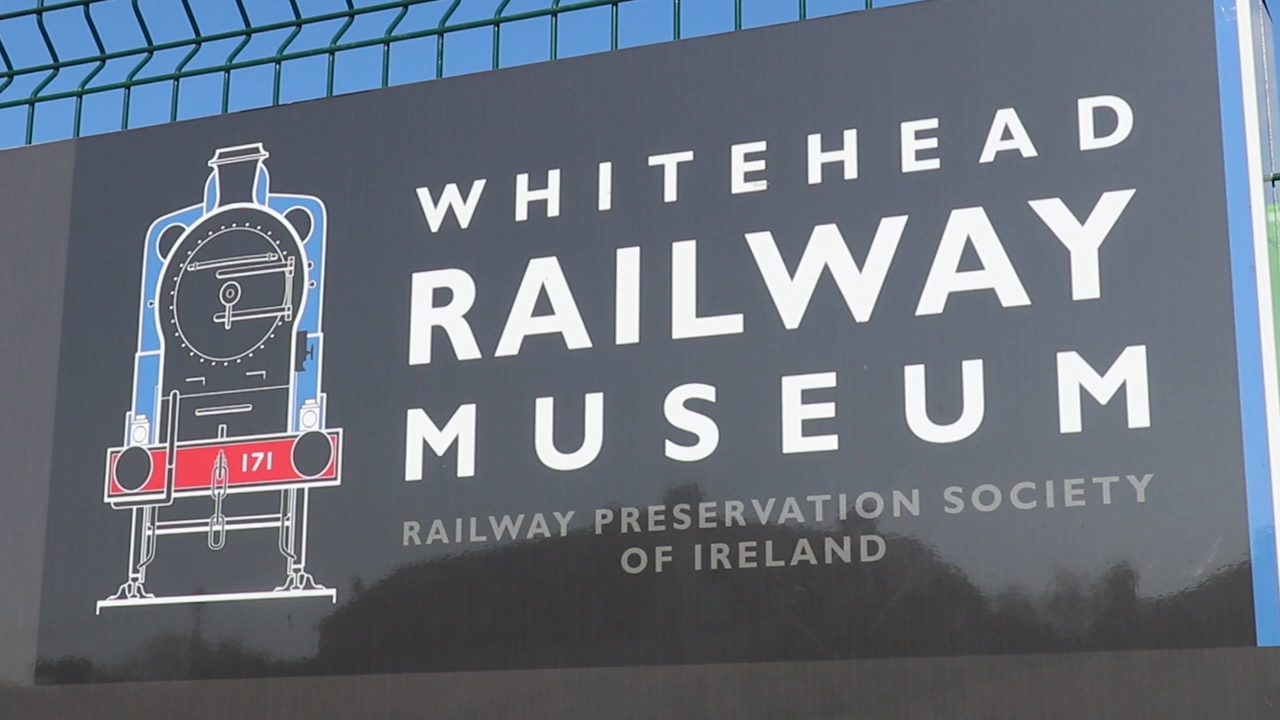 WHITEHEAD
RAILWAY
MUSEUM
RAILWAY PRESERVATION SOCIETY
OF IRELAND
171